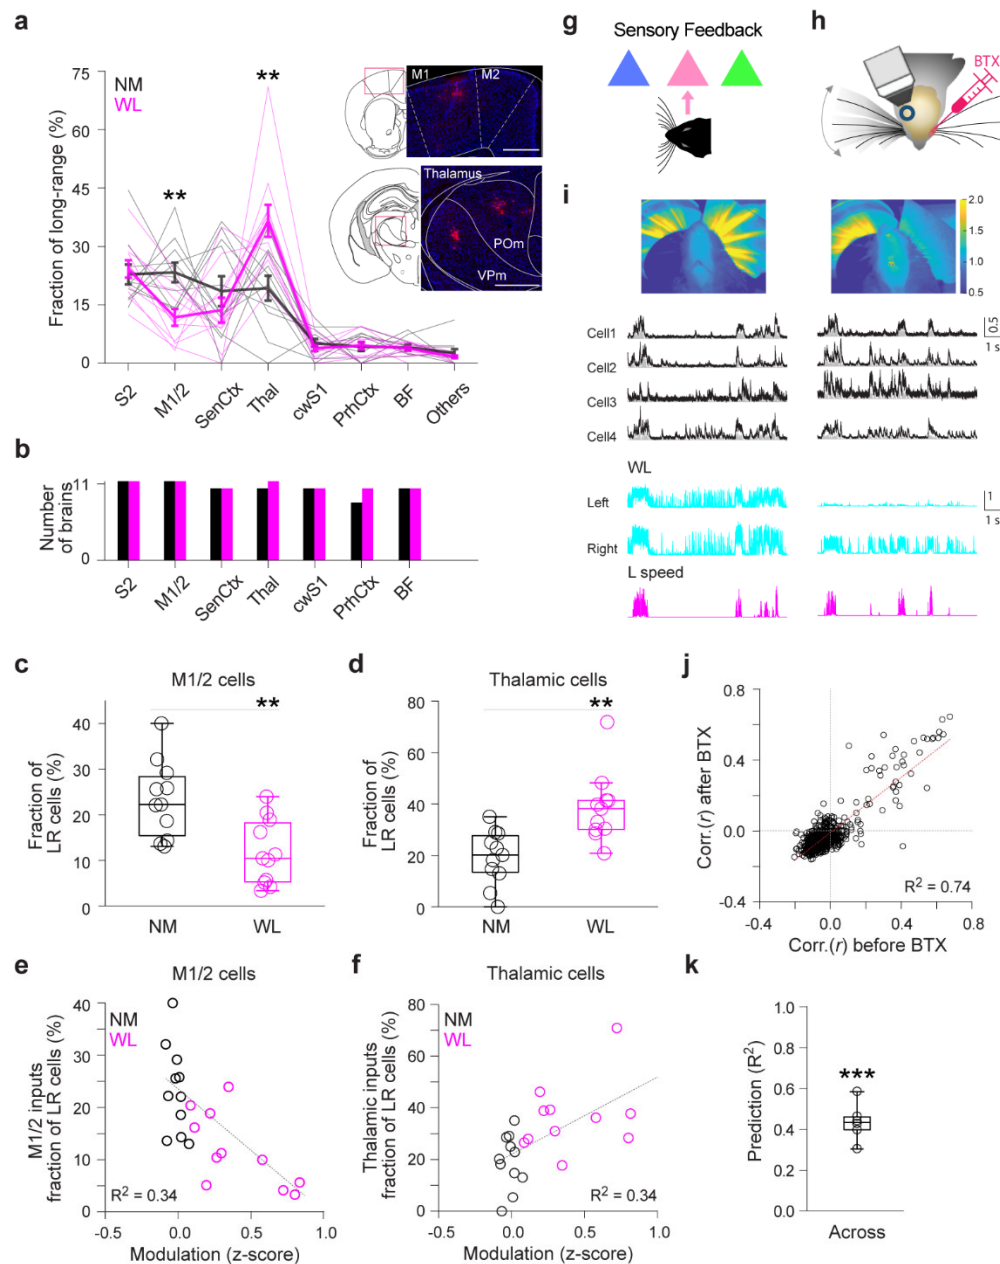 a
NM
WL
Fraction of long-range (%)
75
60
45
30
15
0
**
**
S2
M1/2
SenCtx
Thal
cwS1
PrhCtx
BF
Others
M1
M2
Thalamus
POm
VPm
b
Number
of brains
11
0
S2
M1/2
SenCtx
Thal
cwS1
PrhCtx
BF
c
M1/2 cells
**
Fraction of
LR cells (%)
40
30
20
10
0
NM
WL
d
Thalamic cells
**
Fraction of
LR cells (%)
80
60
40
20
0
NM
WL
e
M1/2 cells
NM
WL
M1/2 inputs
fraction of LR cells (%)
40
35
30
25
20
15
10
5
0
R² = 0.34
-0.5
0.0
0.5
1.0
Modulation (z-score)
f
Thalamic cells
NM
WL
Thalamic inputs
fraction of LR cells (%)
100
80
60
40
20
0
R² = 0.34
-0.5
0.0
0.5
1.0
Modulation (z-score)
g
Sensory Feedback
h
BTX
i
2.0
1.5
1.0
0.5
Cell1
Cell2
Cell3
Cell4
0.5
1 s
WL
Left
Right
1
1 s
L speed
j
Corr.(r) after BTX
0.8
0.4
0.0
-0.4
R² = 0.74
-0.4
0.0
0.4
0.8
Corr.(r) before BTX
k
Prediction (R²)
1.0
0.8
0.6
0.4
0.2
0.0
***
Across